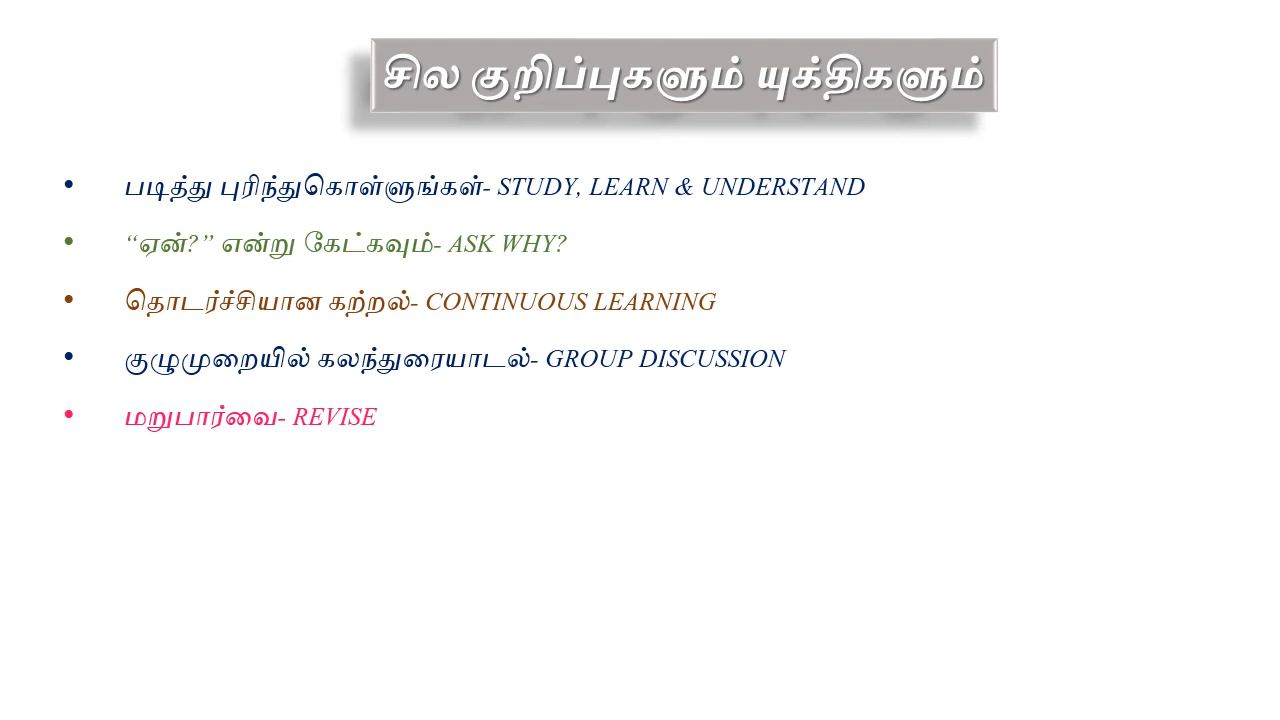 சில குறிப்புகளும் யுக்திகளும்
• படித்து புரிந்துகொள்ளுங்கள்- STUDY, LEARN & UNDERSTAND
• “ஏன்?” என்று கேட்கவும்- ASK WHY?
• தொடர்ச்சியான கற்றல்- CONTINUOUS LEARNING
• குழுமுறையில் கலந்துரையாடல்- GROUP DISCUSSION
• மறுபார்வை- REVISE